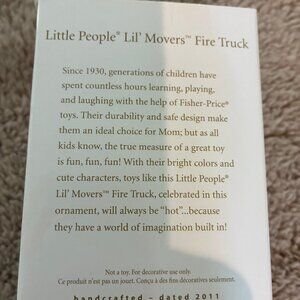 Little People® Lil' Movers™ Fire Truck
Since 1930, generations of children have
spent countless hours learning, playing,
and laughing with the help of Fisher-Price®
toys. Their durability and safe design make
them an ideal choice for Mom; but as all
kids know, the true measure of a great toy
is fun, fun, fun! With their bright colors and
cute characters, toys like this Little People®
Lil' Movers™ Fire Truck, celebrated in this
ornament, will always be "hot"...because
they have a world of imagination built in!
Not a toy. For decorative use only.
Ce produit n'est pas un jouet. Conçu à des fins décoratives seulement.
handcrafted – dated 2011